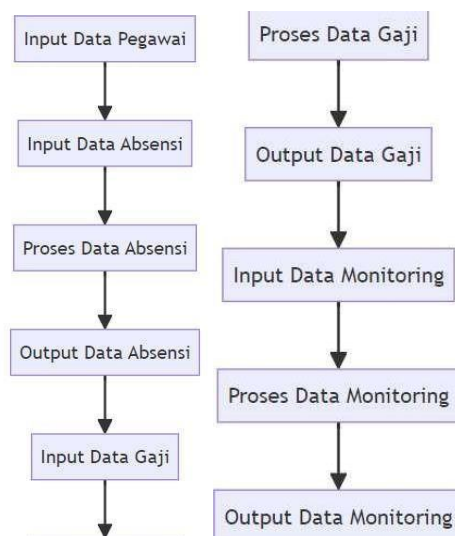 Input Data Pegawai
Input Data Absensi
Proses Data Absensi
Output Data Absensi
Input Data Gaji
Proses Data Gaji
Output Data Gaji
Input Data Monitoring
Proses Data Monitoring
Output Data Monitoring